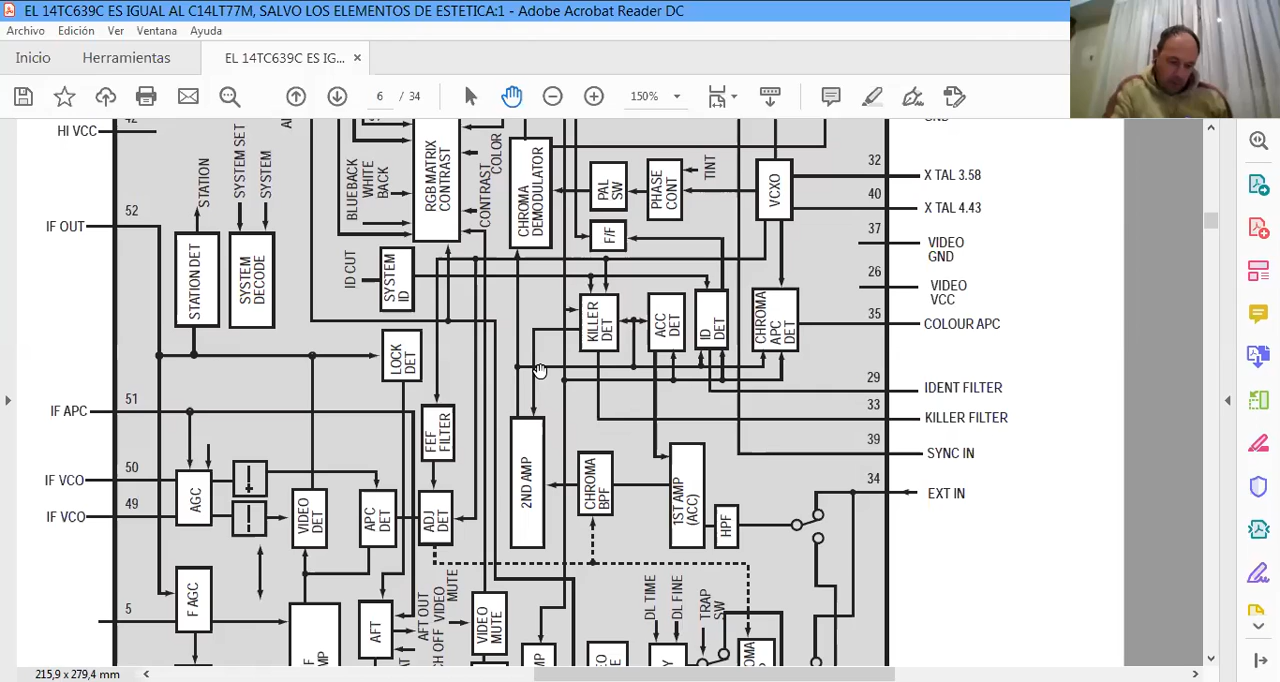 EL 14TC639C ES IGUAL AL C14LT77M, SALVO LOS ELEMENTOS DE ESTETICA:1 - Adobe Acrobat Reader DC
Archivo Edición Ver Ventana Ayuda
Inicio Herramientas EL 14TC639C ES IG... ×
6 / 34 150%
HI VCC
42
STATION
SYSTEM SET
SYSTEM
BLUEBACK
WHITE
BACK
RGBMATRIX
CONTRAST
COLOR
CONTRAST
CHROMA
DEMODULATOR
PAL
SW
PHASE
CONT
TINT
VCXO
32 X TAL 3.58
40 X TAL 4.43
IF OUT 52
STATION DET
SYSTEM
DECODE
F/F
37 VIDEO
GND
ID CUT
SYSTEM
ID
26 VIDEO
VCC
KILLER
DET
ACC
DET
ID
DET
CHROMA
APC
DET
35 COLOUR APC
LOCK
DET
29 IDENT FILTER
IF APC 51
33 KILLER FILTER
FEF
FILTER
39 SYNC IN
IF VCO 50
IF VCO 49
AGC
VIDEO
DET
APC
DET
ADJ
DET
2ND AMP
CHROMA
BPF
1ST AMP
(ACC)
HPF
34 EXT IN
5
F AGC
AFT
AFT OUT
VIDEO
MUTE
VIDEO
MUTE
DL TIME
DL FINE
TRAP
SW
215,9 x 279,4 mm